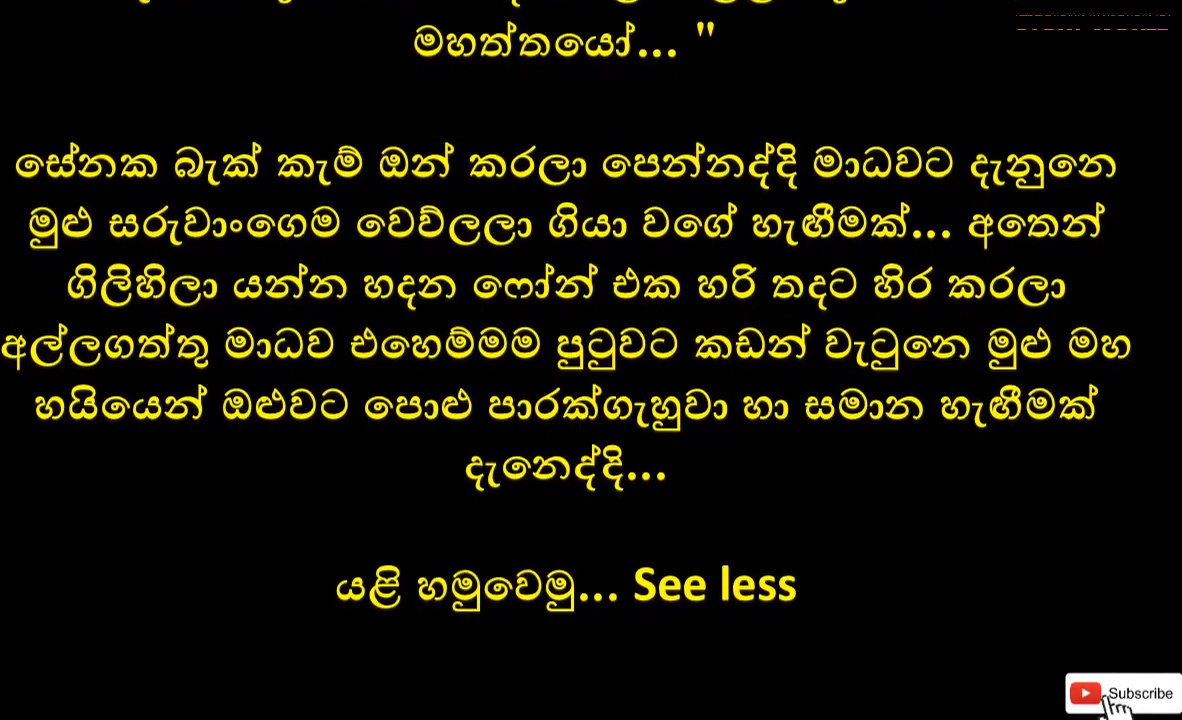 මහත්තයෝ... "
සේනක බැක් කැම් ඔන් කරලා පෙන්නද්දි මාධවට දැනුනෙ
මුළු සරුවාංගෙම වෙව්ලලා ගියා වගේ හැඟීමක්... අතෙන්
ගිලිහිලා යන්න හදන ෆෝන් එක හරි තදට හිර කරලා
අල්ලගත්තු මාධව එහෙම්මම පුටුවට කඩන් වැටුනෙ මුළු මහ
හයියෙන් ඔළුවට පොළු පාරක්ගැහුවා හා සමාන හැඟීමක්
දැනෙද්දි...
යළි හමුවෙමු... See less
Subscribe